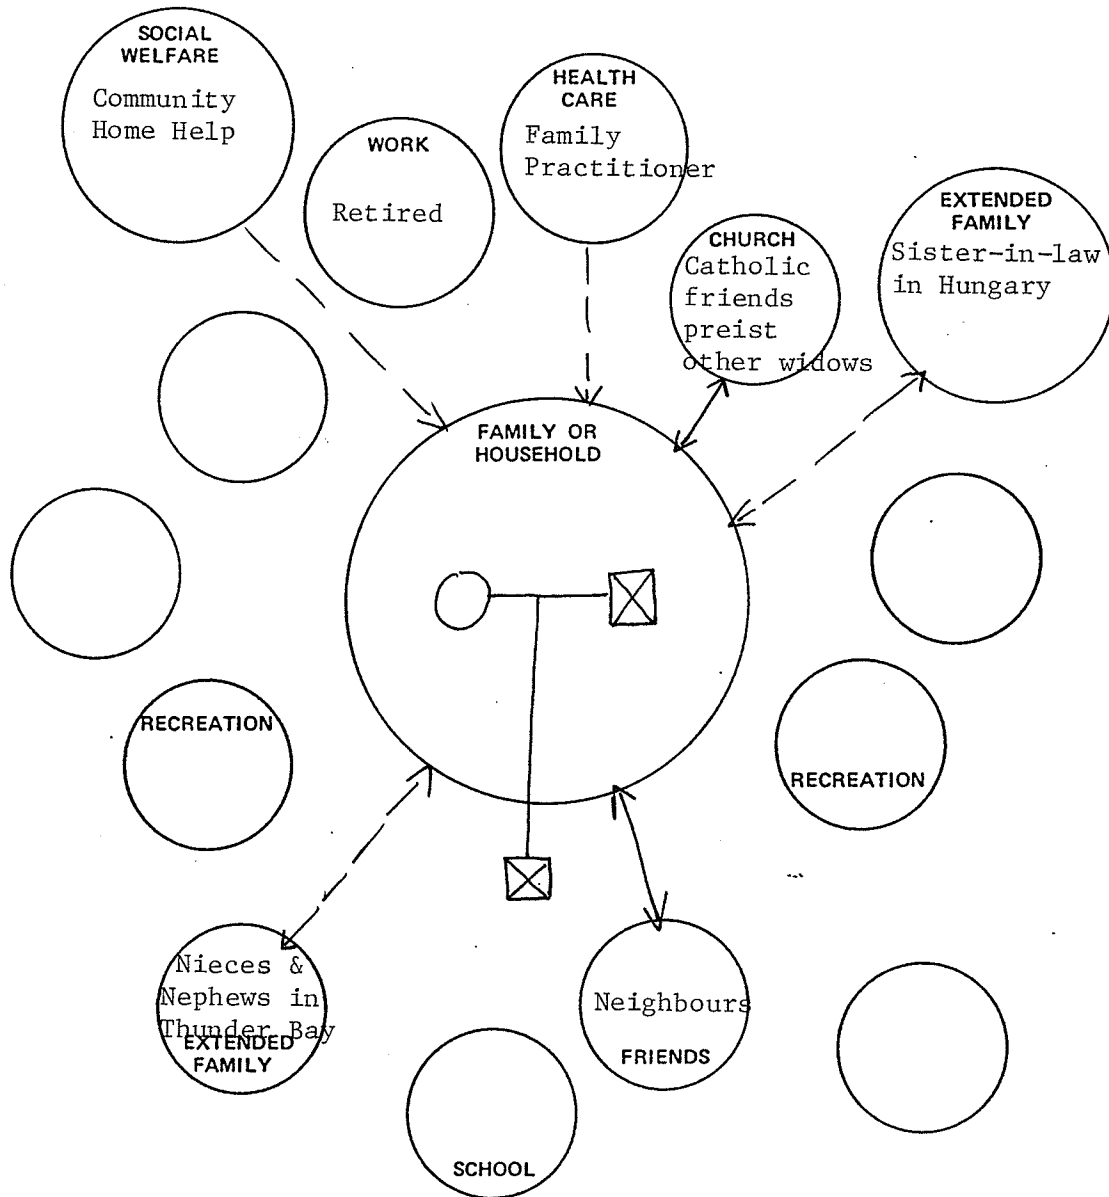 SOCIAL
WELFARE
Community
Home Help
WORK
Retired
HEALTH
CARE
Family
Practitioner
CHURCH
Catholic
friends
preist
other widows
EXTENDED
FAMILY
Sister-in-law
in Hungary
FAMILY OR
HOUSEHOLD
RECREATION
RECREATION
Nieces &
Nephews in
Thunder Bay
EXTENDED
FAMILY
Neighbours
FRIENDS
SCHOOL